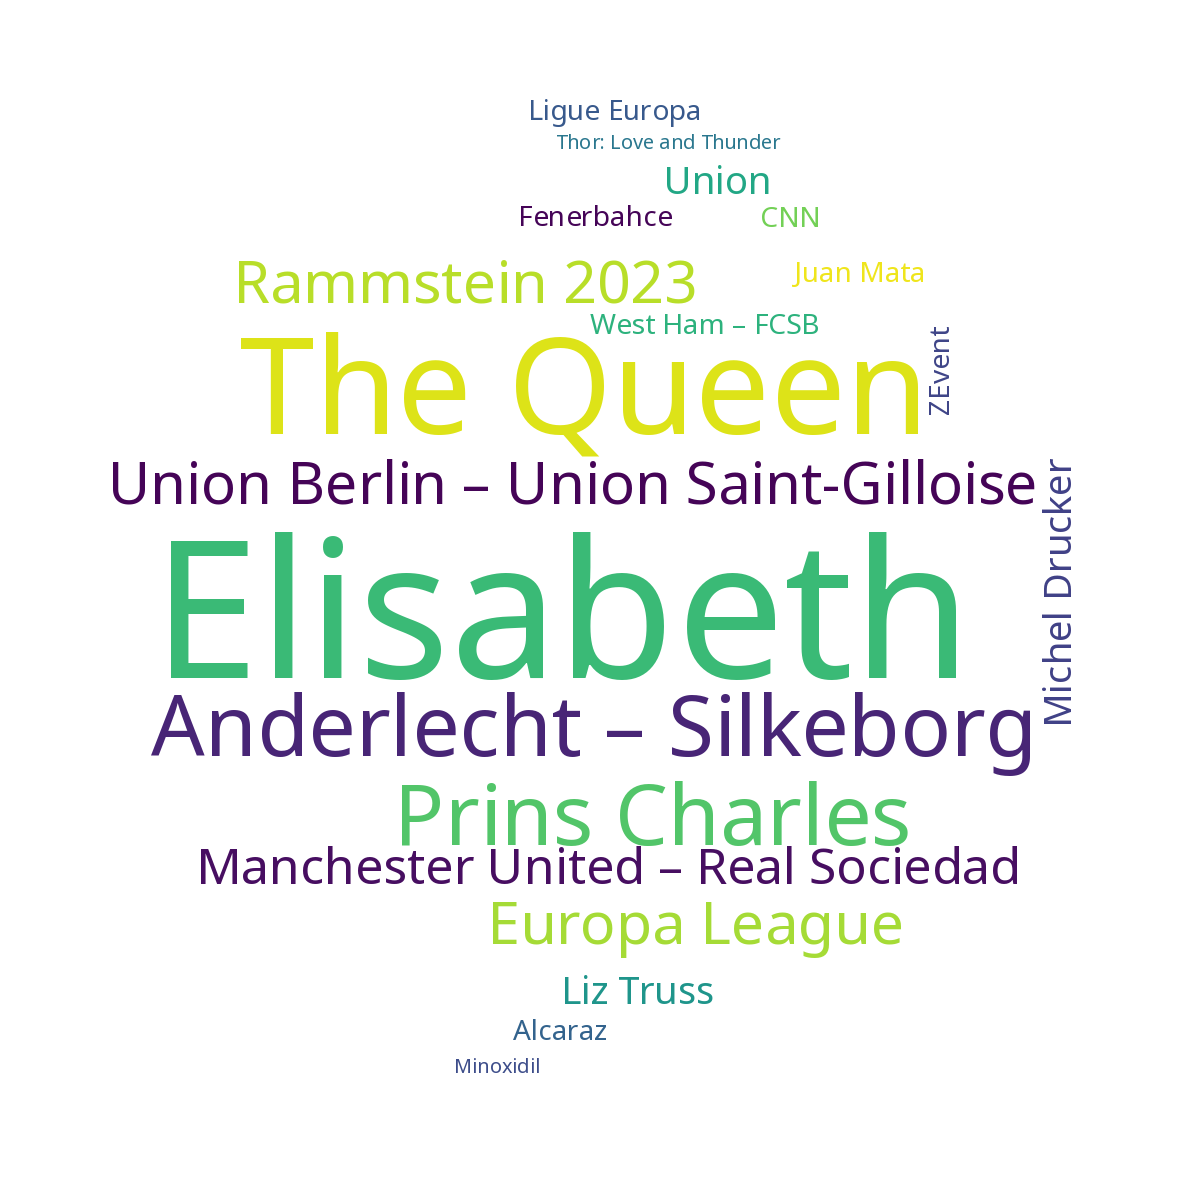 Ligue Europa
Thor: Love and Thunder
Union
Fenerbahce
CNN
Rammstein 2023
Juan Mata
West Ham – FCSB
The Queen
ZEvent
Union Berlin – Union Saint-Gilloise
Michel Drucker
Elisabeth
Anderlecht – Silkeborg
Prins Charles
Manchester United – Real Sociedad
Europa League
Liz Truss
Alcaraz
Minoxidil